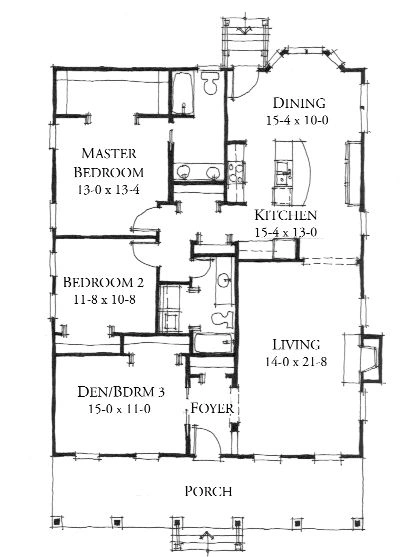 DINING
15-4 x 10-0
MASTER
BEDROOM
13-0 x 13-4
KITCHEN
15-4 x 13-0
BEDROOM 2
11-8 x 10-8
LIVING
14-0 x 21-8
DEN/BDRM 3
15-0 x 11-0
FOYER
PORCH